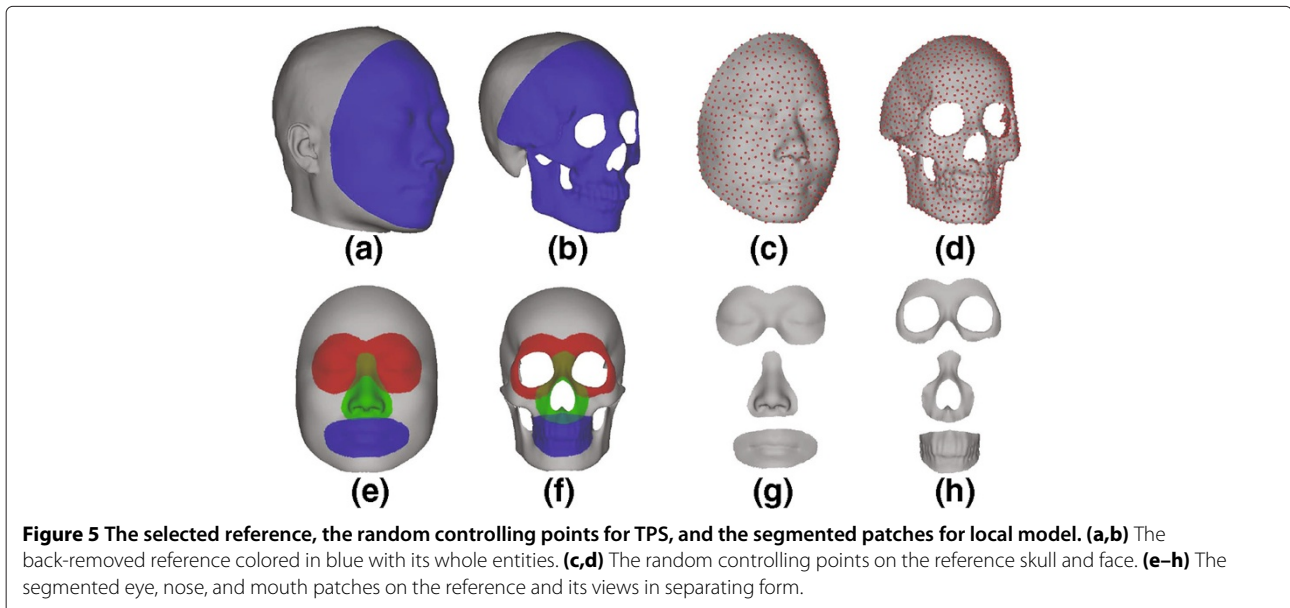 (a) (b) (c) (d)
(e) (f) (g) (h)
Figure 5 The selected reference, the random controlling points for TPS, and the segmented patches for local model. (a,b) The
back-removed reference colored in blue with its whole entities. (c,d) The random controlling points on the reference skull and face. (e–h) The
segmented eye, nose, and mouth patches on the reference and its views in separating form.